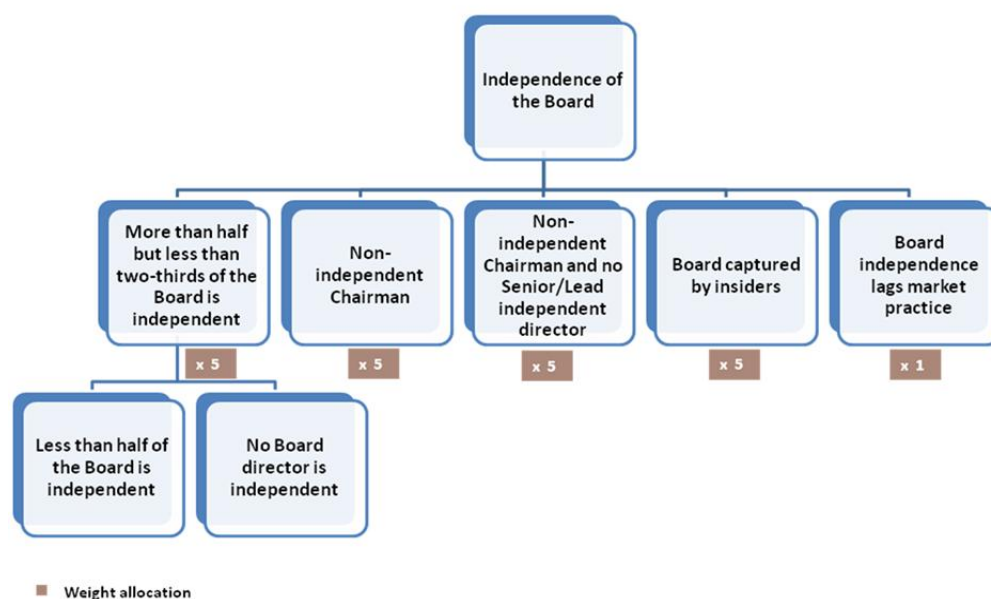 Independence of
the Board
More than half
but less than
two-thirds of the
Board is
independent
Non-
independent
Chairman
Non-
independent
Chairman and no
Senior/Lead
independent
director
Board captured
by insiders
Board
independence
lags market
practice
x 5
x 5
x 5
x 5
x 1
Less than half of
the Board is
independent
No Board
director is
independent
Weight allocation